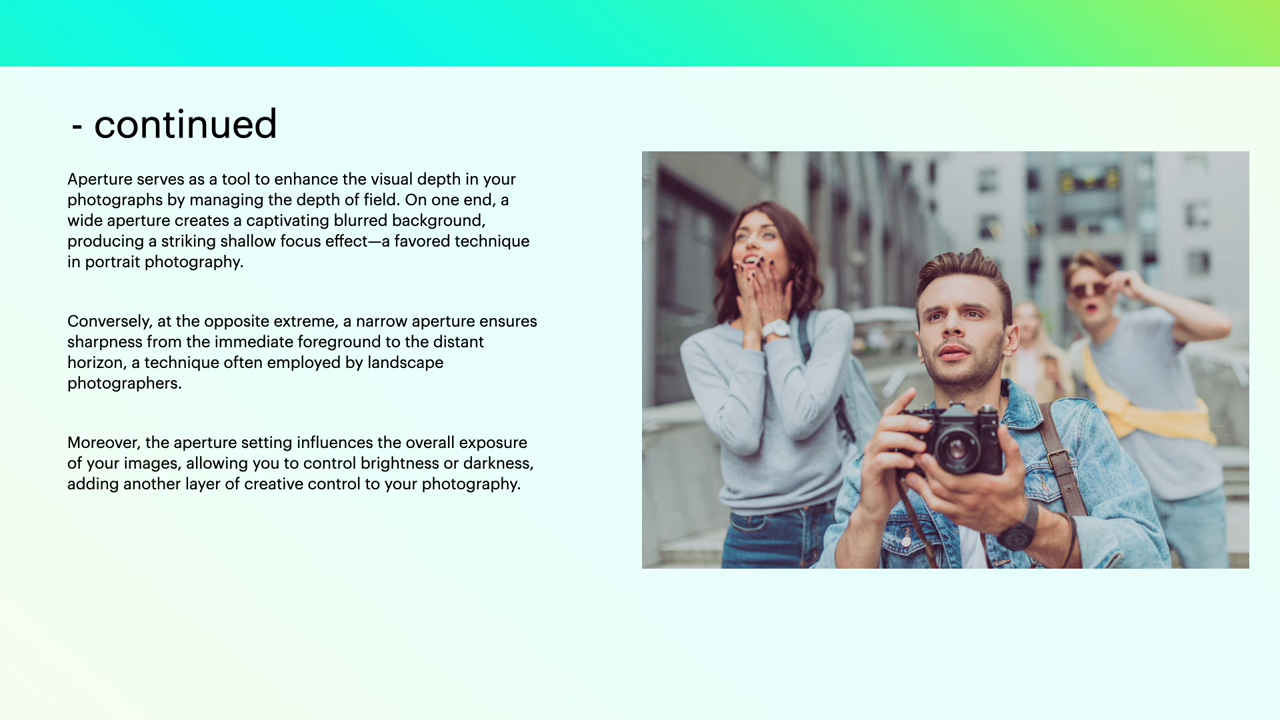 - continued
Aperture serves as a tool to enhance the visual depth in your
photographs by managing the depth of field. On one end, a
wide aperture creates a captivating blurred background,
producing a striking shallow focus effect—a favored technique
in portrait photography.
Conversely, at the opposite extreme, a narrow aperture ensures
sharpness from the immediate foreground to the distant
horizon, a technique often employed by landscape
photographers.
Moreover, the aperture setting influences the overall exposure
of your images, allowing you to control brightness or darkness,
adding another layer of creative control to your photography.